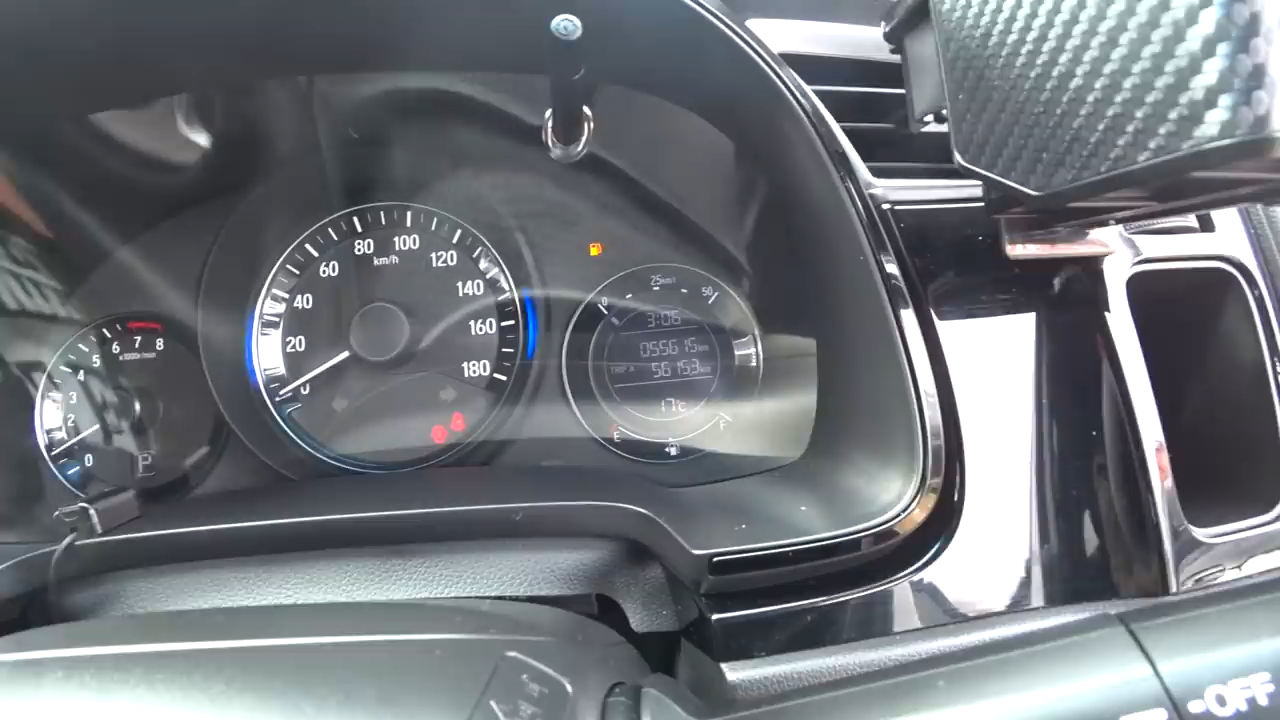 80 100
km/h
60 120
40 140
20 160
0 180
5 6 7 8
x1000r/min
4
3
2
0
P
0 25km/L 50
3:06
055615km
TRIP A 5615.3km
17°c
E F
OFF